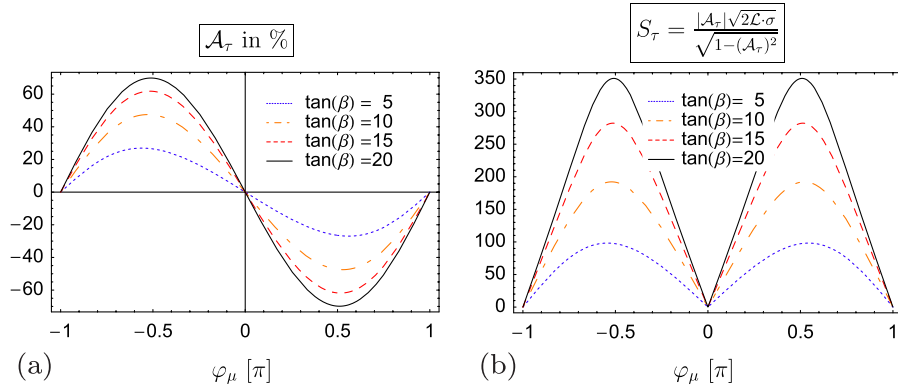 𝒜_τ in %
60
40
20
0
−20
−40
−60
tan(β) = 5
tan(β) =10
tan(β) =15
tan(β) =20
−1
−0.5
0
0.5
1
(a)
φ_μ [π]
S_τ = |𝒜_τ|√2ℒ·σ / √1−(𝒜_τ)²
350
300
250
200
150
100
50
0
tan(β)= 5
tan(β)=10
tan(β)=15
tan(β)=20
−1
−0.5
0
0.5
1
(b)
φ_μ [π]